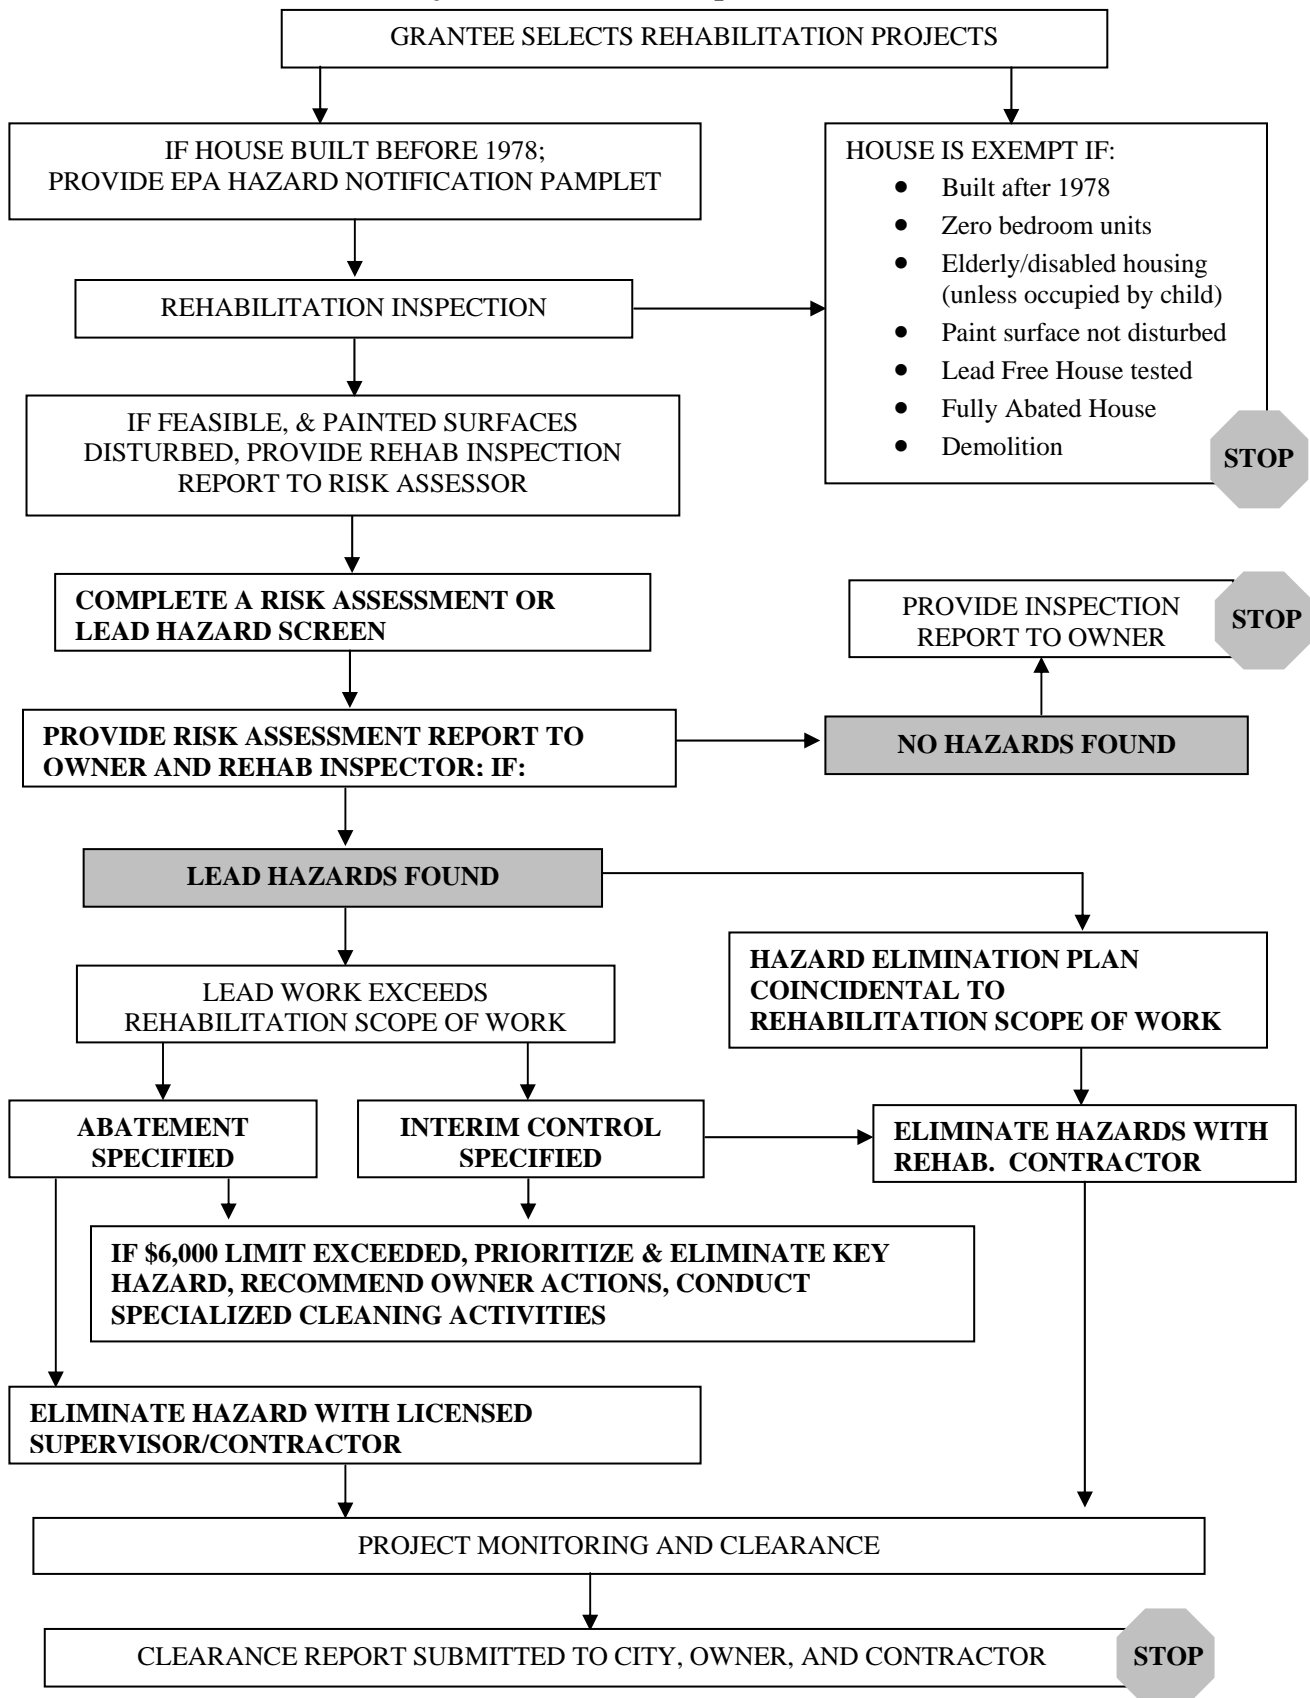 GRANTEE SELECTS REHABILITATION PROJECTS
IF HOUSE BUILT BEFORE 1978;
PROVIDE EPA HAZARD NOTIFICATION PAMPLET
HOUSE IS EXEMPT IF:
• Built after 1978
• Zero bedroom units
• Elderly/disabled housing
(unless occupied by child)
• Paint surface not disturbed
• Lead Free House tested
• Fully Abated House
• Demolition
STOP
REHABILITATION INSPECTION
IF FEASIBLE, & PAINTED SURFACES
DISTURBED, PROVIDE REHAB INSPECTION
REPORT TO RISK ASSESSOR
COMPLETE A RISK ASSESSMENT OR
LEAD HAZARD SCREEN
PROVIDE INSPECTION
REPORT TO OWNER
STOP
PROVIDE RISK ASSESSMENT REPORT TO
OWNER AND REHAB INSPECTOR: IF:
NO HAZARDS FOUND
LEAD HAZARDS FOUND
HAZARD ELIMINATION PLAN
COINCIDENTAL TO
REHABILITATION SCOPE OF WORK
LEAD WORK EXCEEDS
REHABILITATION SCOPE OF WORK
ABATEMENT
SPECIFIED
INTERIM CONTROL
SPECIFIED
ELIMINATE HAZARDS WITH
REHAB. CONTRACTOR
IF $6,000 LIMIT EXCEEDED, PRIORITIZE & ELIMINATE KEY
HAZARD, RECOMMEND OWNER ACTIONS, CONDUCT
SPECIALIZED CLEANING ACTIVITIES
ELIMINATE HAZARD WITH LICENSED
SUPERVISOR/CONTRACTOR
PROJECT MONITORING AND CLEARANCE
CLEARANCE REPORT SUBMITTED TO CITY, OWNER, AND CONTRACTOR
STOP